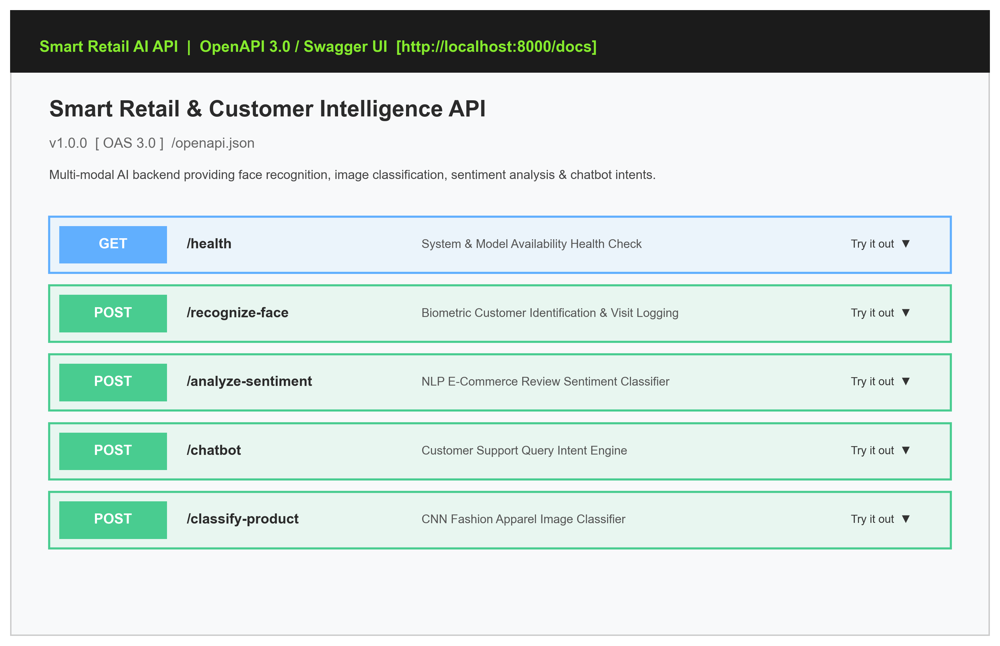 Smart Retail AI API | OpenAPI 3.0 / Swagger UI [http://localhost:8000/docs]
Smart Retail & Customer Intelligence API
v1.0.0 [ OAS 3.0 ] /openapi.json
Multi-modal AI backend providing face recognition, image classification, sentiment analysis & chatbot intents.
GET /health System & Model Availability Health Check Try it out ▼
POST /recognize-face Biometric Customer Identification & Visit Logging Try it out ▼
POST /analyze-sentiment NLP E-Commerce Review Sentiment Classifier Try it out ▼
POST /chatbot Customer Support Query Intent Engine Try it out ▼
POST /classify-product CNN Fashion Apparel Image Classifier Try it out ▼